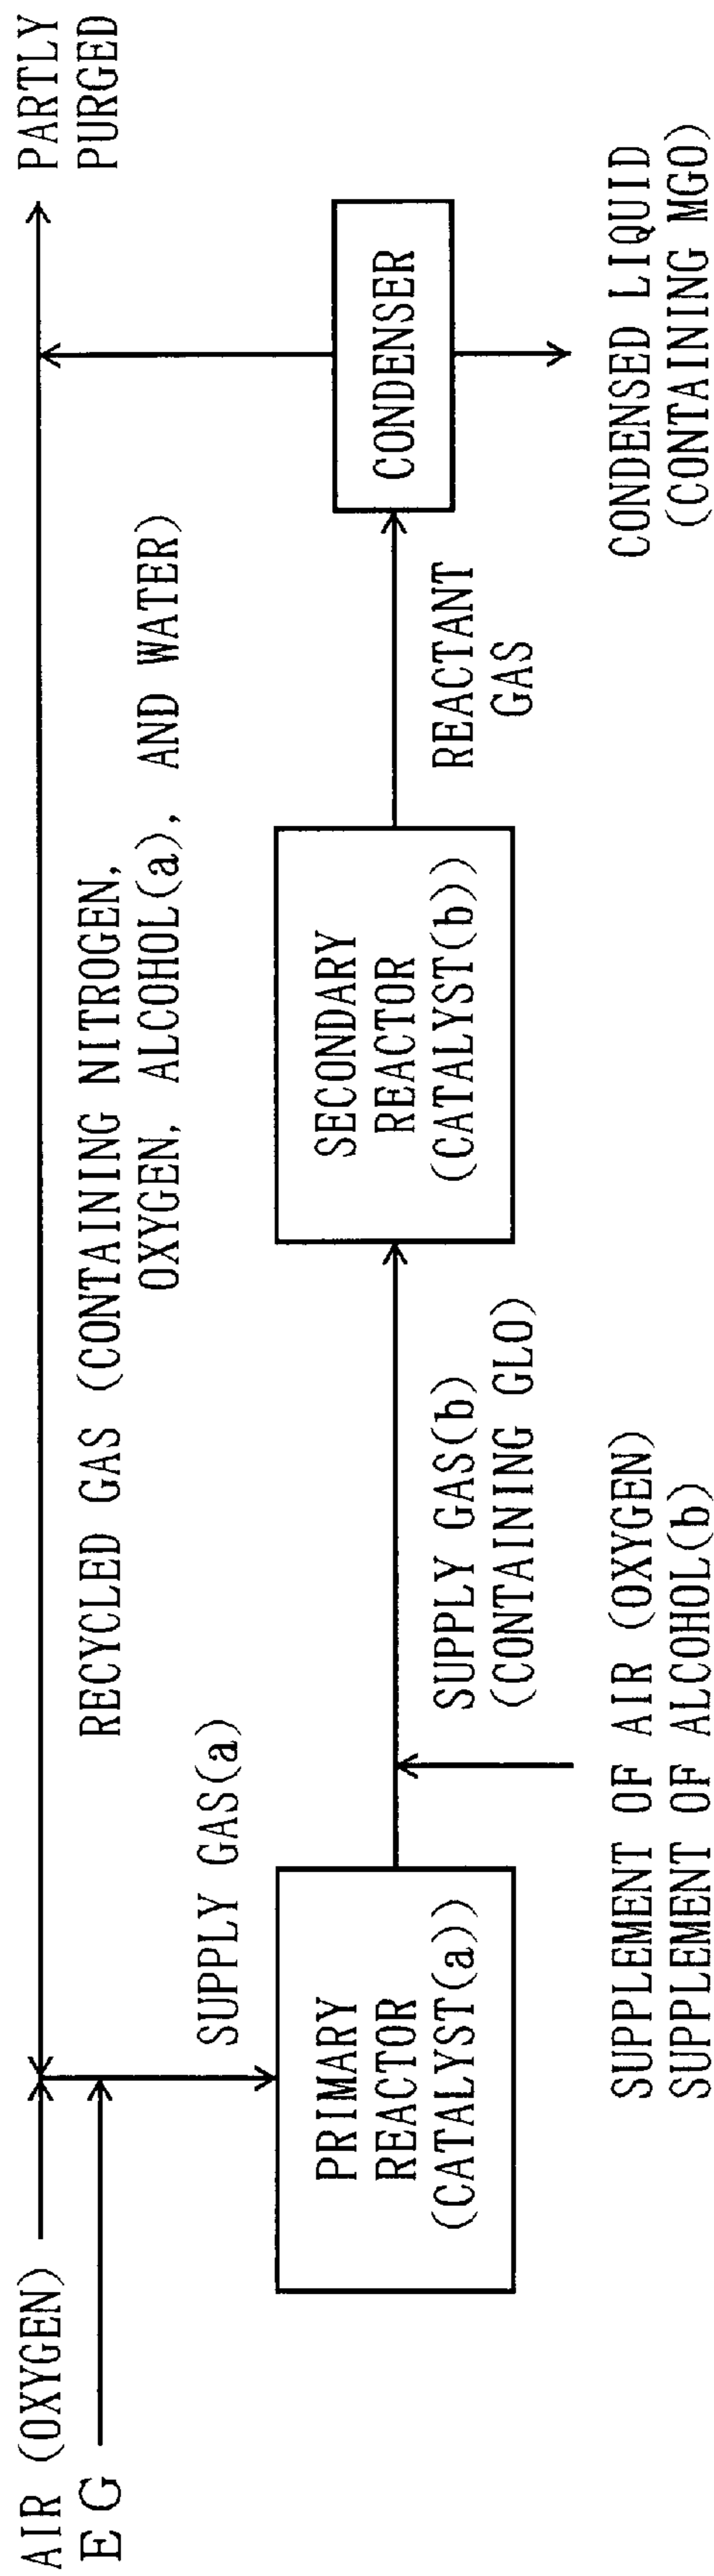 AIR (OXYGEN)
EG
PARTLY
PURGED
RECYCLED GAS (CONTAINING NITROGEN,
OXYGEN, ALCOHOL(a), AND WATER)
SUPPLY GAS(a)
PRIMARY
REACTOR
(CATALYST(a))
SUPPLY GAS(b)
(CONTAINING GLO)
SUPPLEMENT OF AIR (OXYGEN)
SUPPLEMENT OF ALCOHOL(b)
SECONDARY
REACTOR
(CATALYST(b))
REACTANT
GAS
CONDENSER
CONDENSED LIQUID
(CONTAINING MGO)